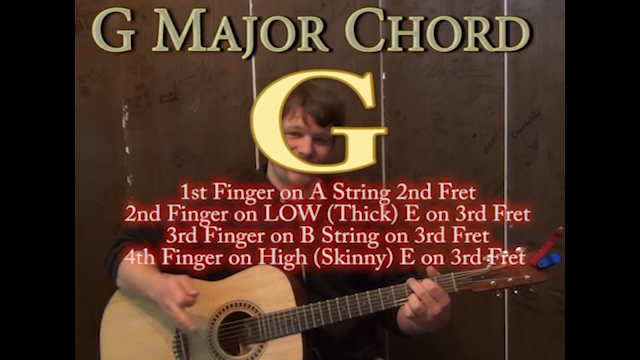 G Major Chord
G
1st Finger on A String 2nd Fret
2nd Finger on LOW (Thick) E on 3rd Fret
3rd Finger on B String on 3rd Fret
4th Finger on High (Skinny) E on 3rd Fret